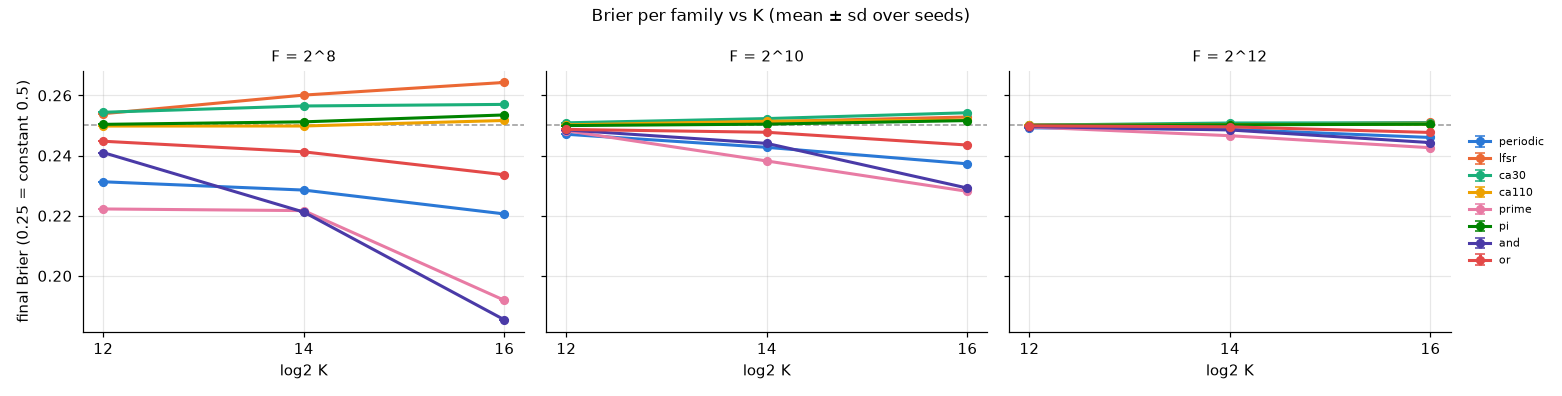 Brier per family vs K (mean ± sd over seeds)
F = 2^8
F = 2^10
F = 2^12
final Brier (0.25 = constant 0.5)
0.26
0.24
0.22
0.20
12
14
16
12
14
16
12
14
16
log2 K
log2 K
log2 K
periodic
lfsr
ca30
ca110
prime
pi
and
or